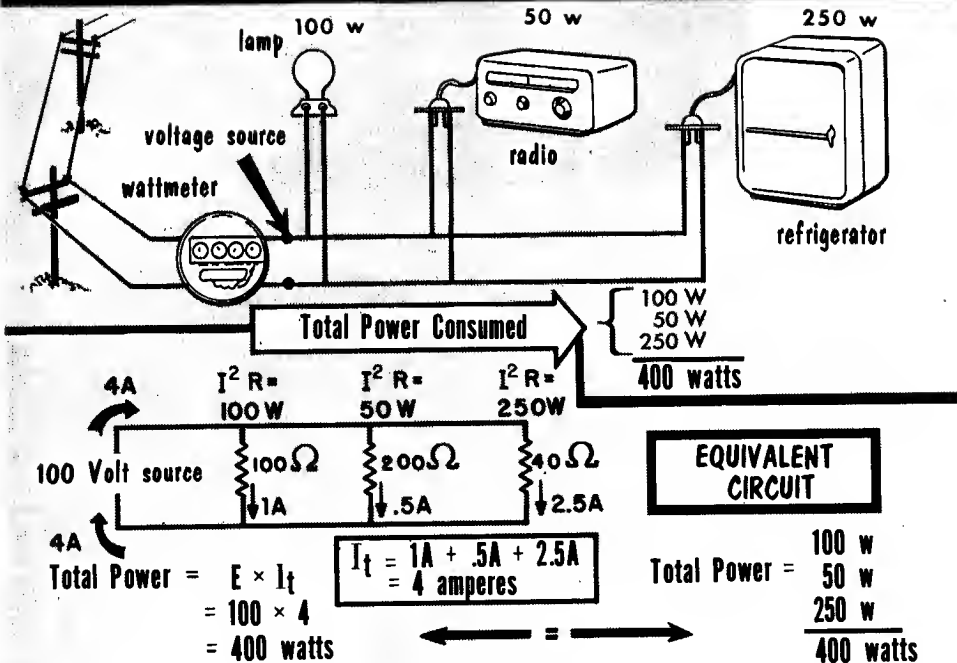 100 w
50 w
250 w
lamp
voltage source
radio
wattmeter
refrigerator
Total Power Consumed
100 W
50 W
250 W
400 watts
4A
I² R=
100 W
I² R=
50 W
I² R=
250W
100 Volt source
100Ω
200Ω
40Ω
1A
.5A
2.5A
EQUIVALENT
CIRCUIT
4A
Total Power = E × It
= 100 × 4
= 400 watts
It = 1A + .5A + 2.5A
= 4 amperes
=
Total Power =
100 w
50 w
250 w
400 watts